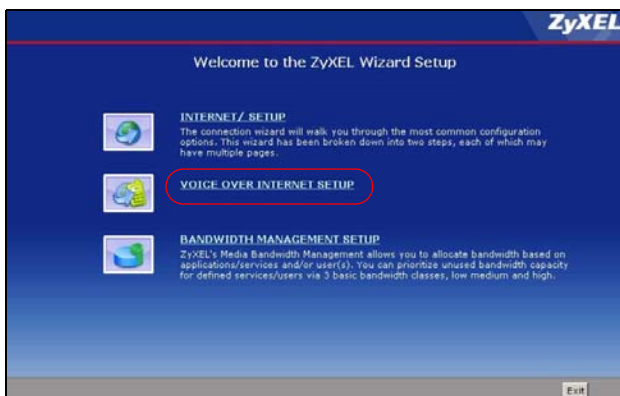 ZyXEL
Welcome to the ZyXEL Wizard Setup
INTERNET/ SETUP
The connection wizard will walk you through the most common configuration
options. This wizard has been broken down into two steps, each of which may
have multiple pages.
VOICE OVER INTERNET SETUP
BANDWIDTH MANAGEMENT SETUP
ZyXEL's Media Bandwidth Management allows you to allocate bandwidth based on
applications/services and/or user(s). You can prioritize unused bandwidth capacity
for defined services/users via 3 basic bandwidth classes, low medium and high.
Exit